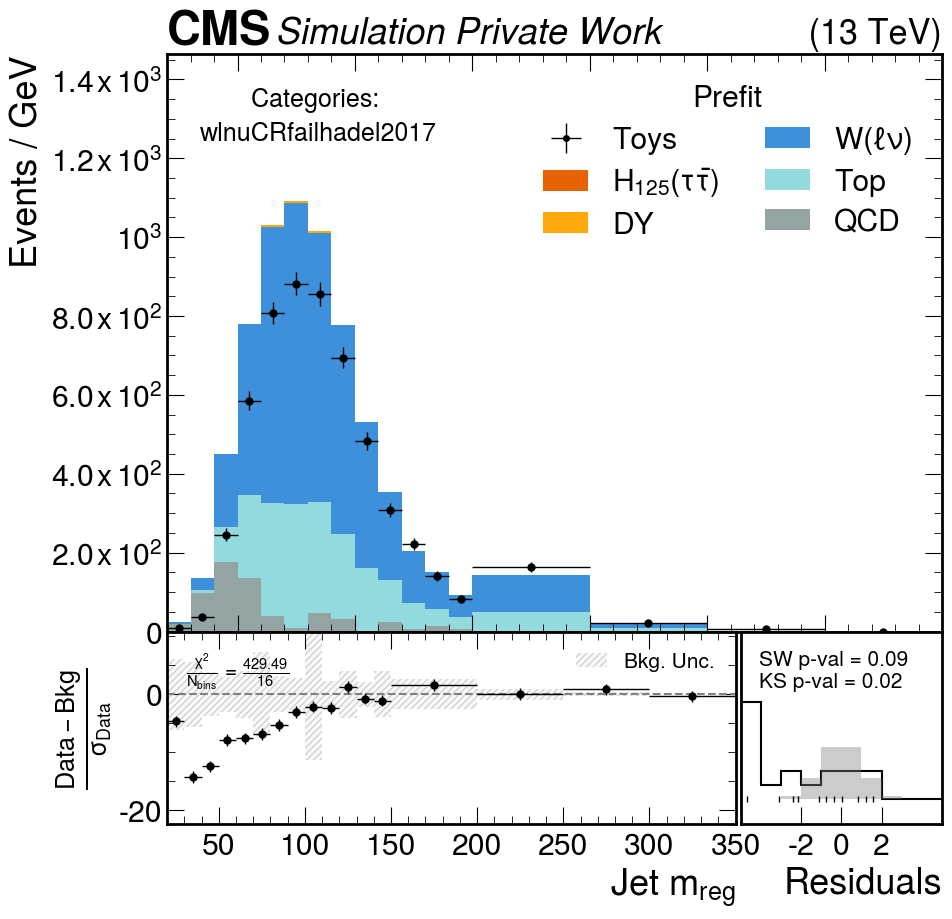 CMS Simulation Private Work (13 TeV)
Events / GeV
1.4 x 10³
1.2 x 10³
10³
8.0 x 10²
6.0 x 10²
4.0 x 10²
2.0 x 10²
0
Categories:
wlnuCRfailhadel2017
Prefit
Toys
H₁₂₅(ττ̄)
DY
W(ℓν)
Top
QCD
Data – Bkg
σ_Data
0
-20
χ²/N_bins = 429.49/16
Bkg. Unc.
50 100 150 200 250 300 350
Jet m_reg
SW p-val = 0.09
KS p-val = 0.02
-2 0 2
Residuals